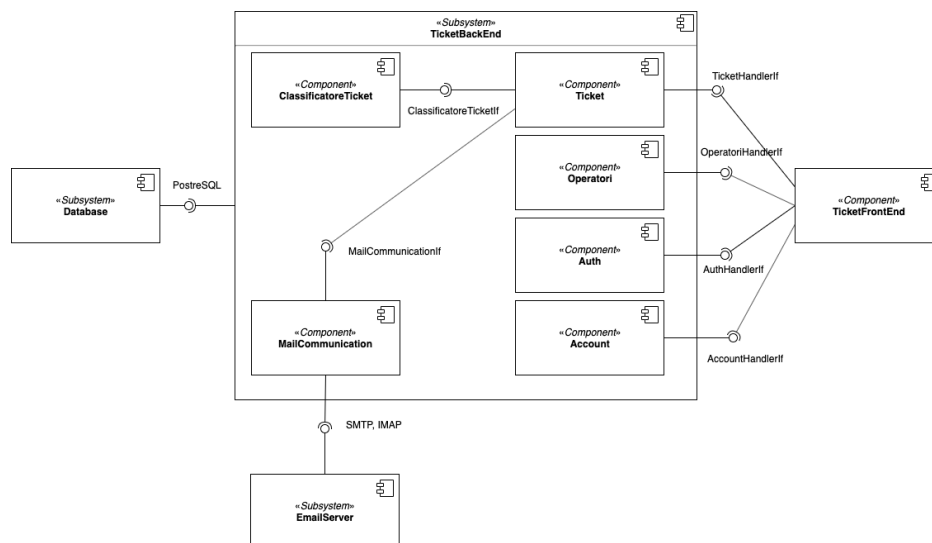 «Subsystem»
TicketBackEnd
«Component»
ClassificatoreTicket
ClassificatoreTicketIf
«Component»
Ticket
TicketHandlerIf
«Component»
Operatori
OperatoriHandlerIf
«Subsystem»
Database
PostreSQL
«Component»
TicketFrontEnd
MailCommunicationIf
«Component»
Auth
AuthHandlerIf
«Component»
MailCommunication
«Component»
Account
AccountHandlerIf
SMTP, IMAP
«Subsystem»
EmailServer